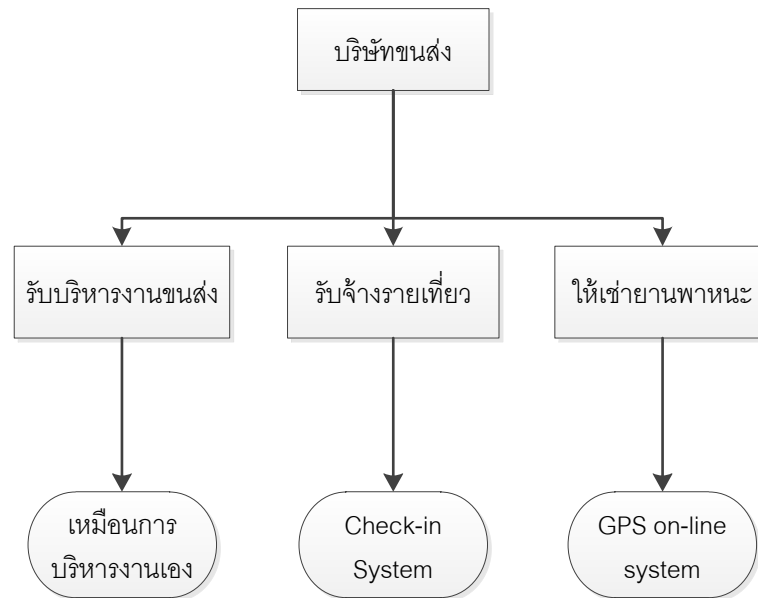 บริษัทขนส่ง
รับบริหารงานขนส่ง
รับจ้างรายเที่ยว
ให้เช่ายานพาหนะ
เหมือนการ
บริหารงานเอง
Check-in
System
GPS on-line
system